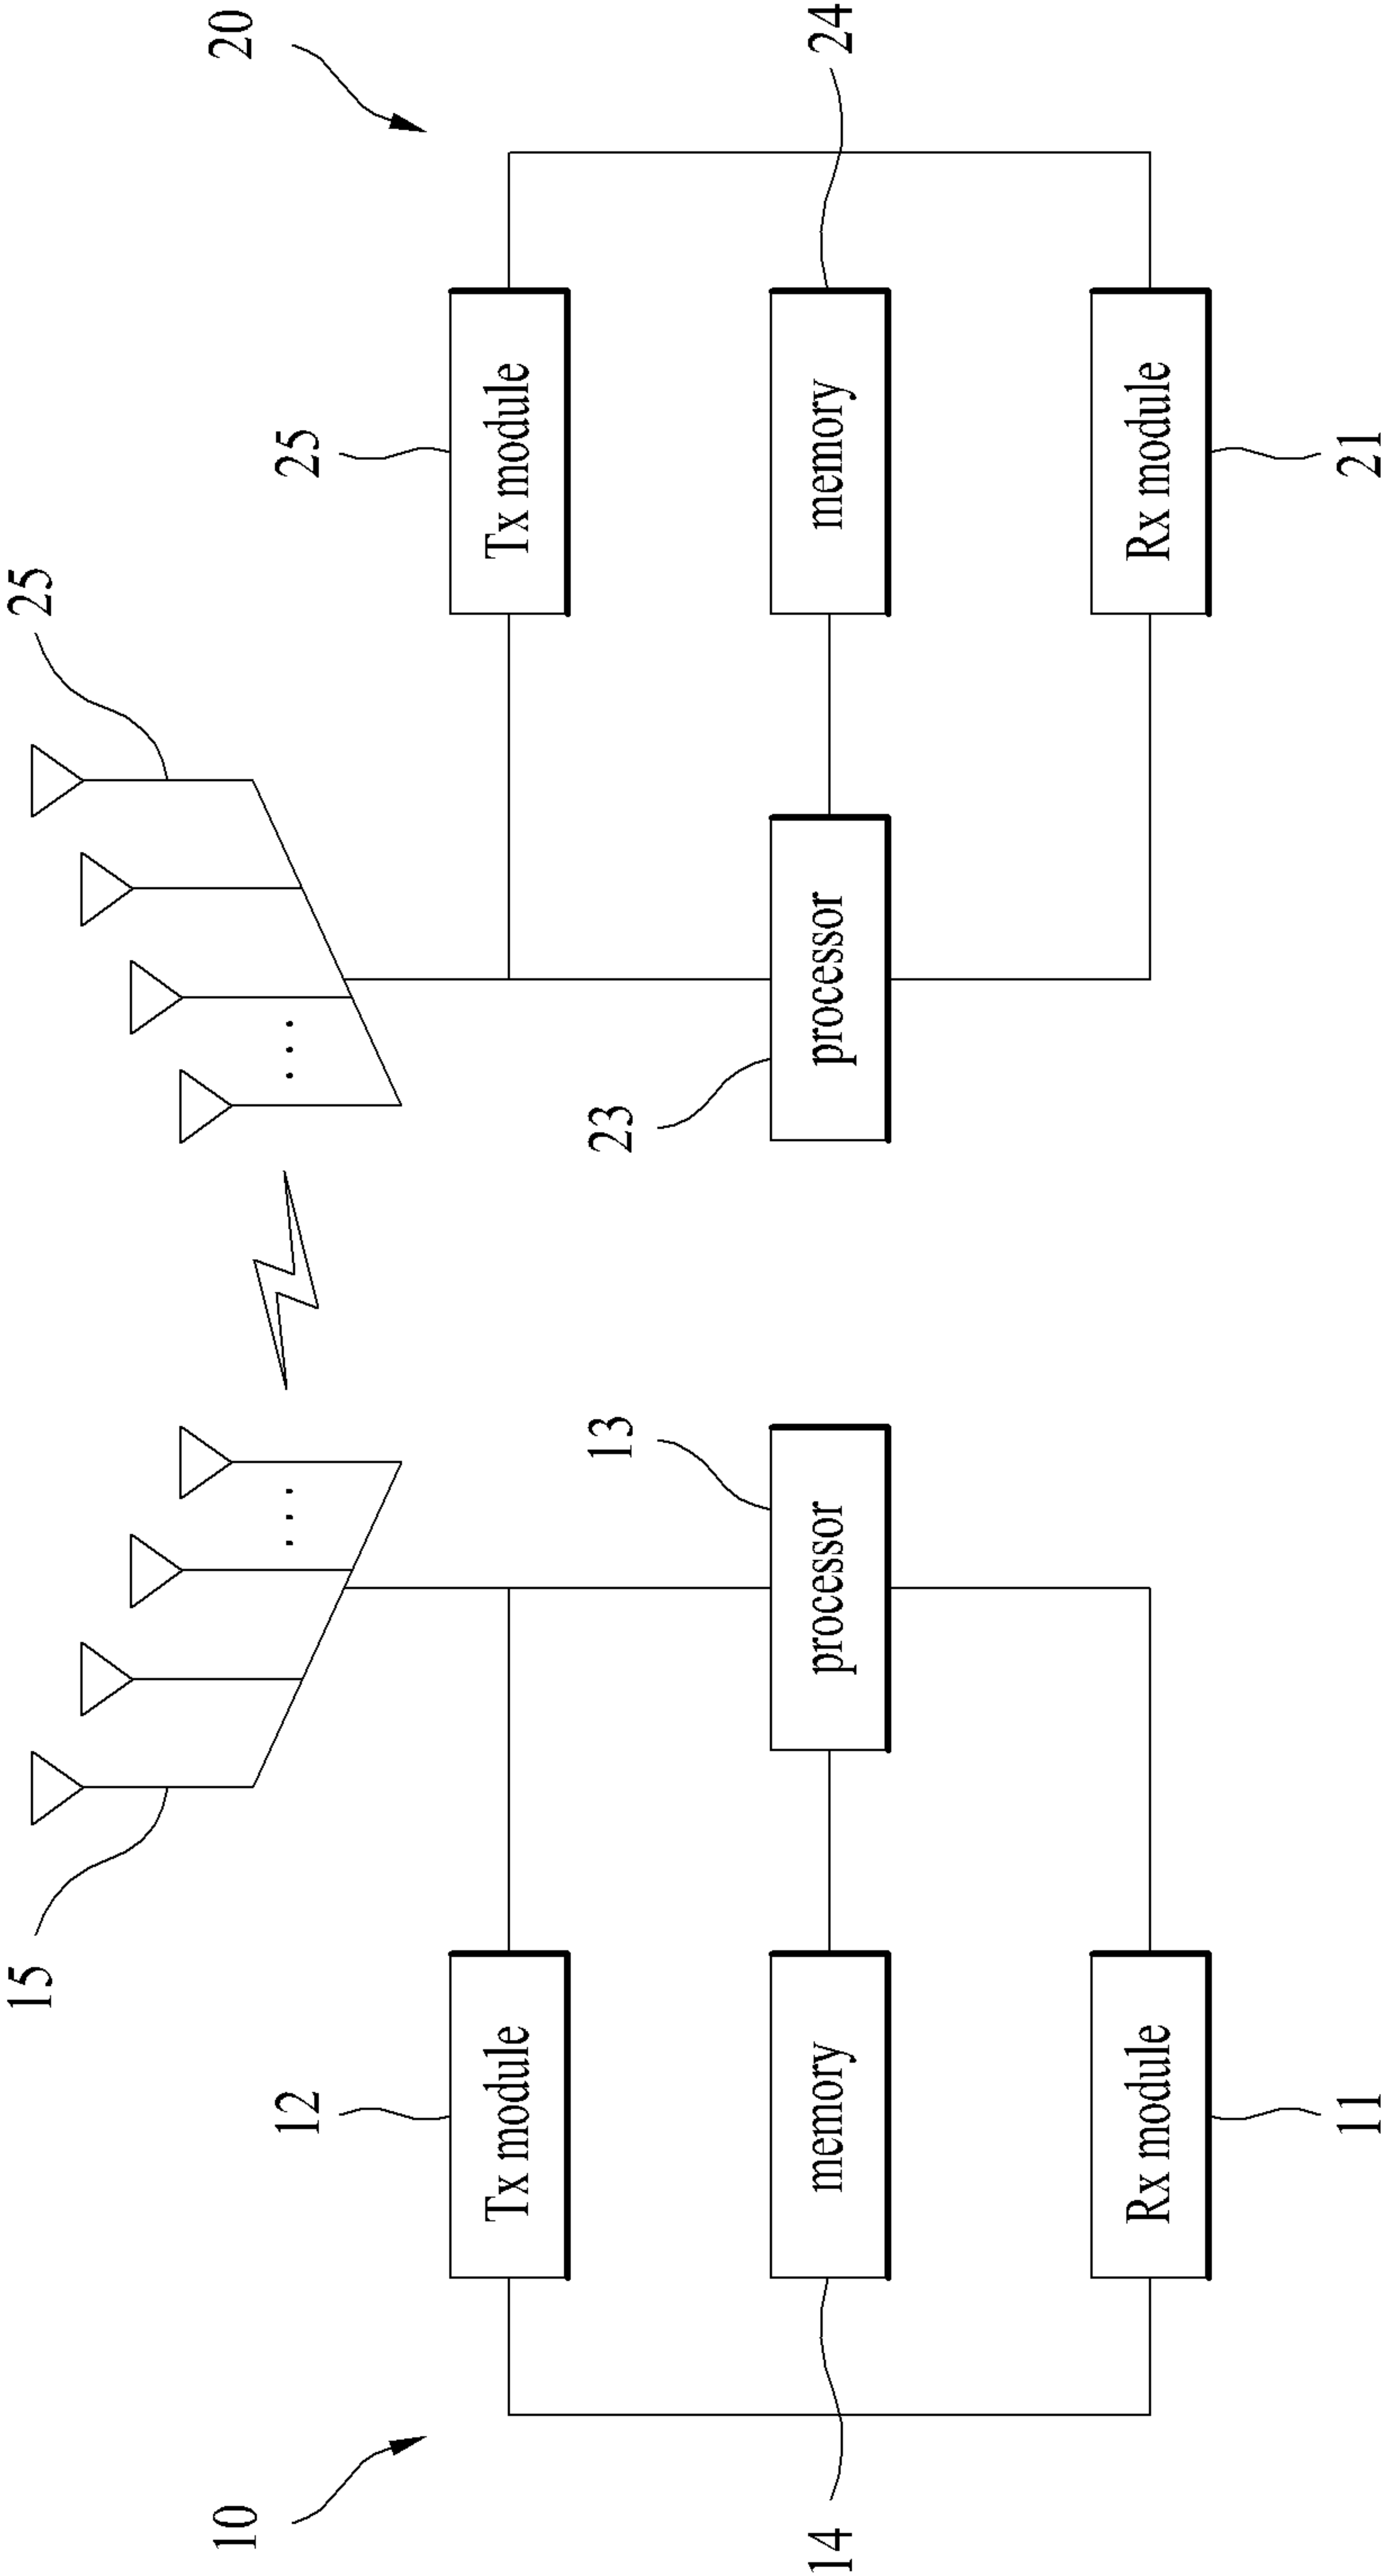 15
25
10
20
12
25
Tx module
Tx module
13
23
14
memory
processor
processor
memory
24
Rx module
Rx module
11
21